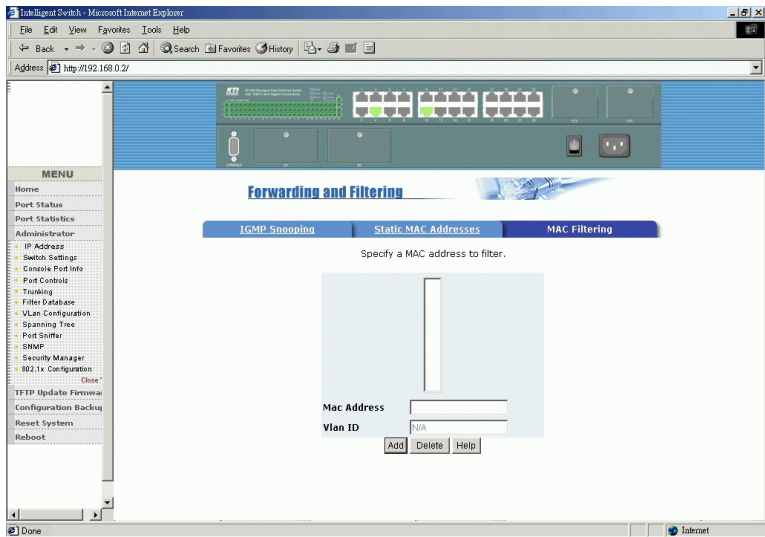 Intelligent Switch - Microsoft Internet Explorer
File Edit View Favorites Tools Help
Back Search Favorites History
Address http://192.168.0.2/
CONSOLE
MENU
Home
Port Status
Port Statistics
Administrator
IP Address
Switch Settings
Console Port Info
Port Controls
Trunking
Filter Database
VLan Configuration
Spanning Tree
Port Sniffer
SNMP
Security Manager
802.1x Configuration
Close
TFTP Update Firmwa
Configuration Backup
Reset System
Reboot
Forwarding and Filtering
IGMP Snooping Static MAC Addresses MAC Filtering
Specify a MAC address to filter.
Mac Address
Vlan ID N/A
Add Delete Help
Done Internet